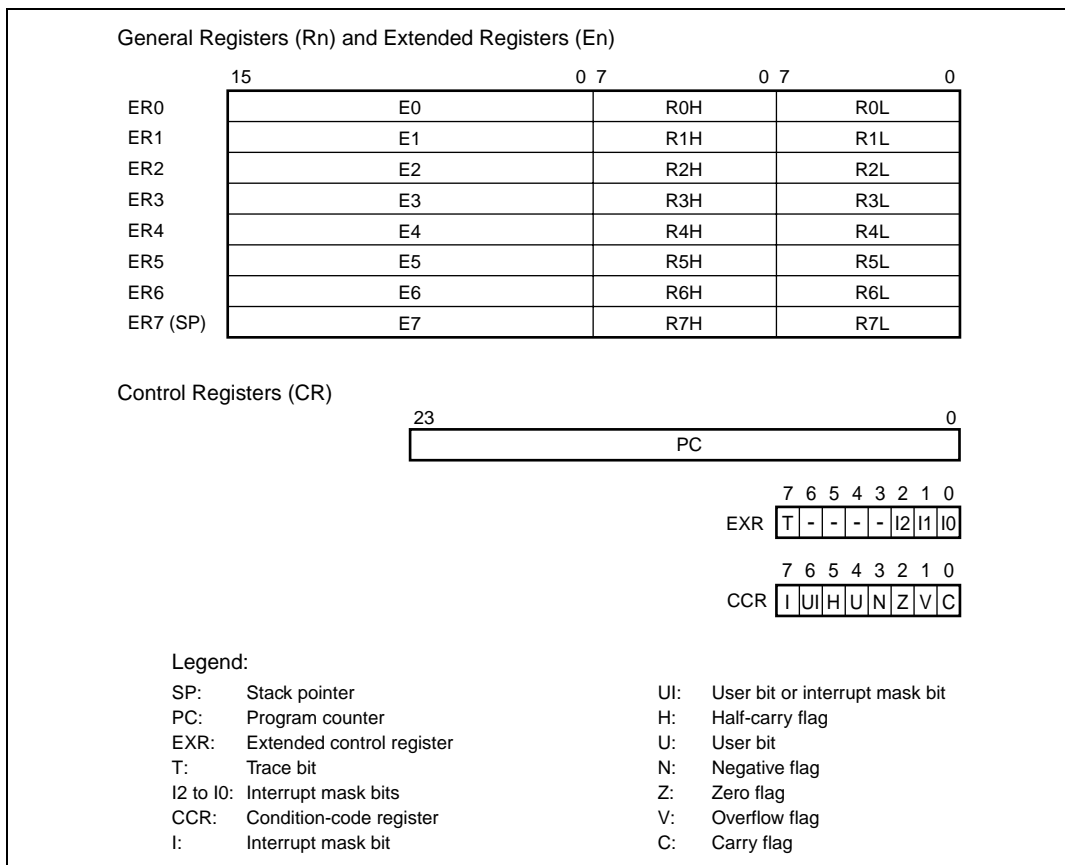 General Registers (Rn) and Extended Registers (En)
15 0 7 0 7 0
ER0 E0 R0H R0L
ER1 E1 R1H R1L
ER2 E2 R2H R2L
ER3 E3 R3H R3L
ER4 E4 R4H R4L
ER5 E5 R5H R5L
ER6 E6 R6H R6L
ER7 (SP) E7 R7H R7L
Control Registers (CR)
23 0
PC
7 6 5 4 3 2 1 0
EXR T - - - - I2 I1 I0
7 6 5 4 3 2 1 0
CCR I UI H U N Z V C
Legend:
SP: Stack pointer UI: User bit or interrupt mask bit
PC: Program counter H: Half-carry flag
EXR: Extended control register U: User bit
T: Trace bit N: Negative flag
I2 to I0: Interrupt mask bits Z: Zero flag
CCR: Condition-code register V: Overflow flag
I: Interrupt mask bit C: Carry flag